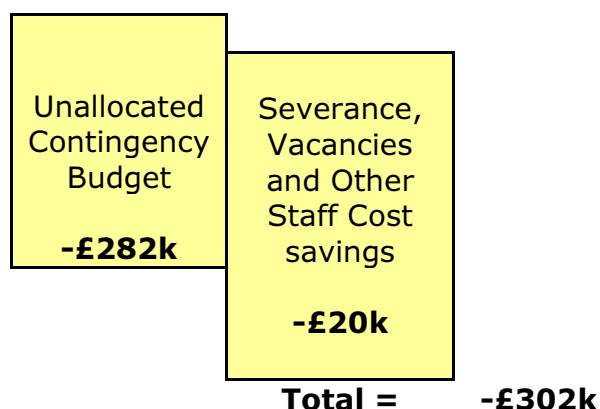 Unallocated
Contingency
Budget
-£282k
Severance,
Vacancies
and Other
Staff Cost
savings
-£20k
Total = -£302k